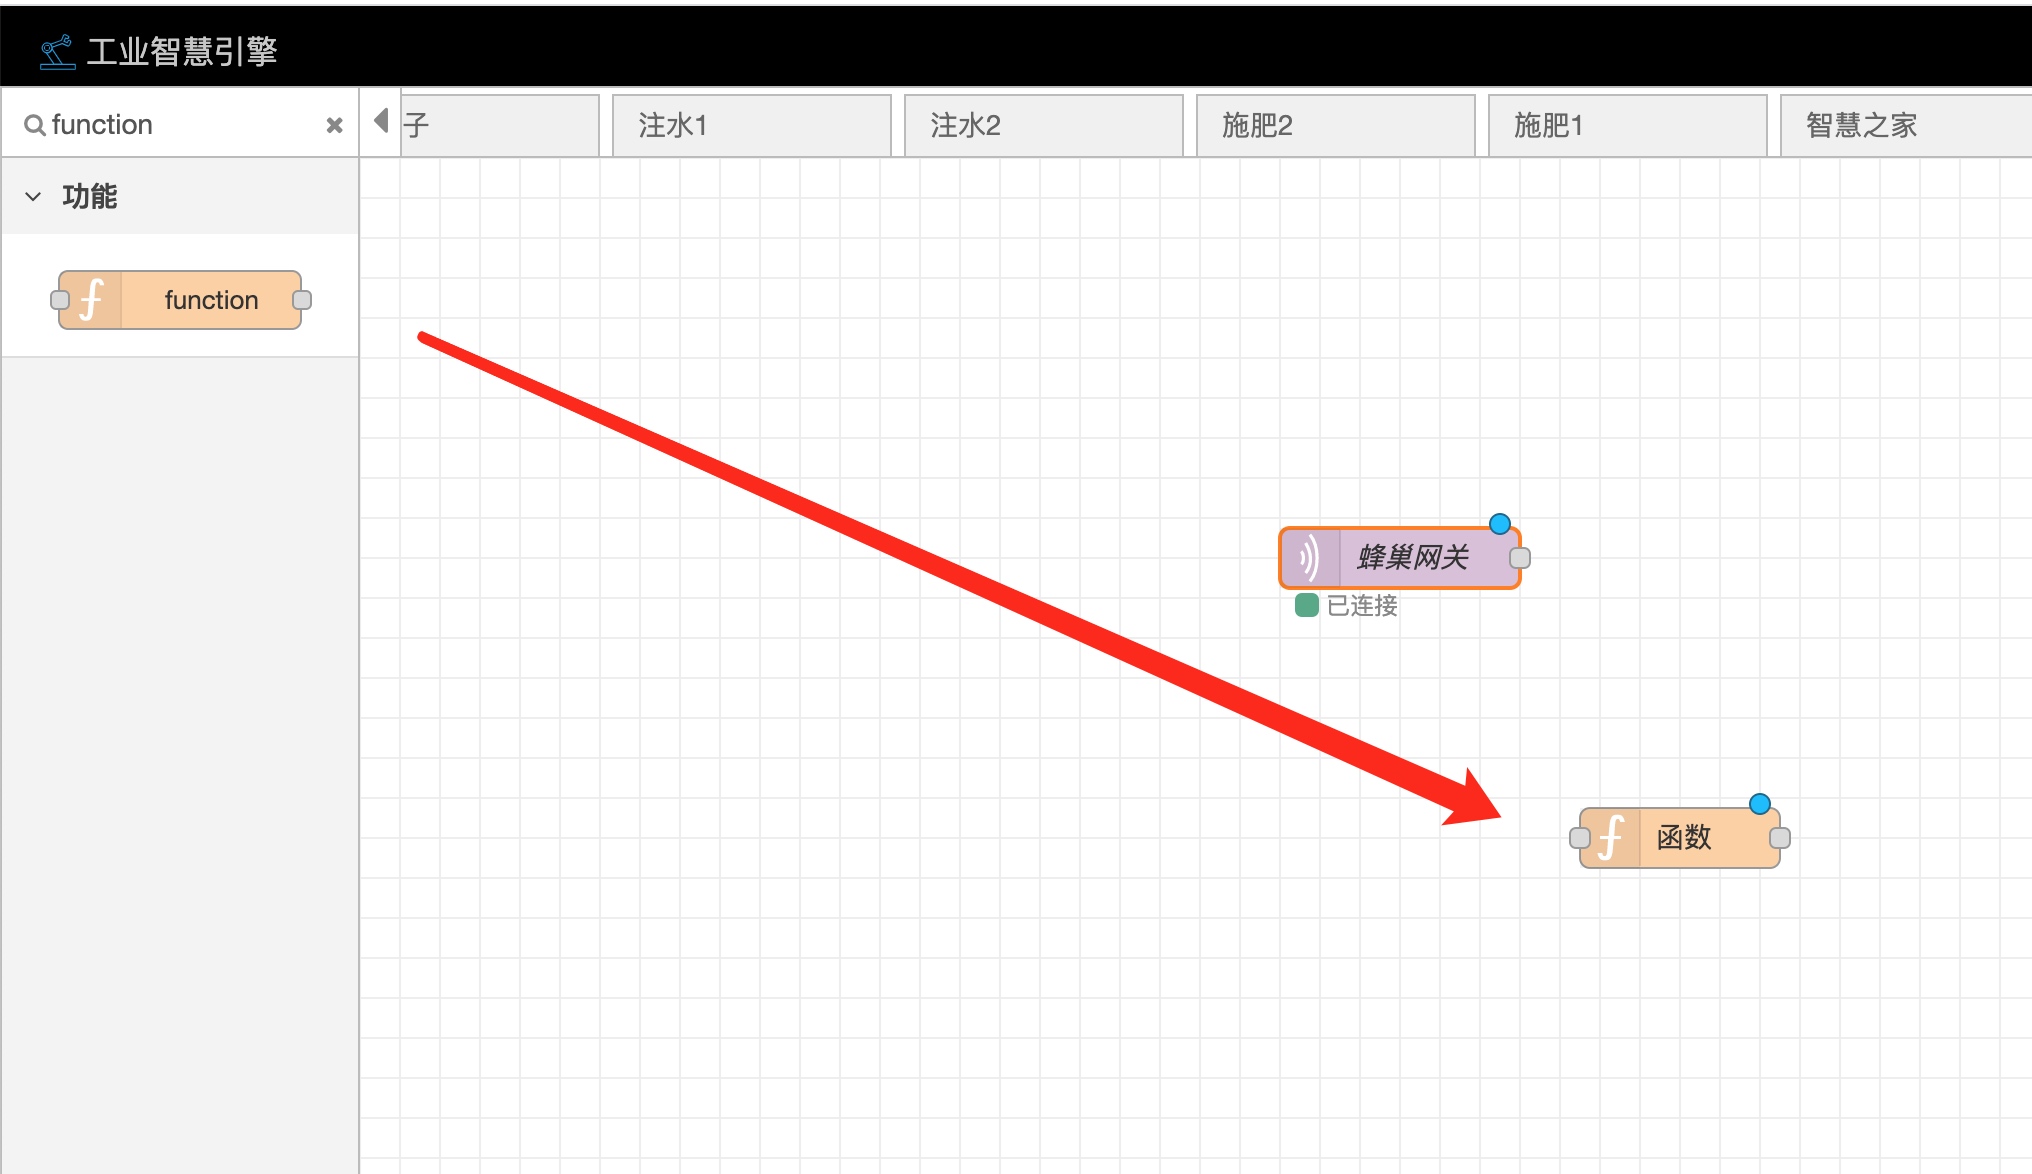 工业智慧引擎
function
子
注水1
注水2
施肥2
施肥1
智慧之家
功能
function
蜂巢网关
已连接
函数